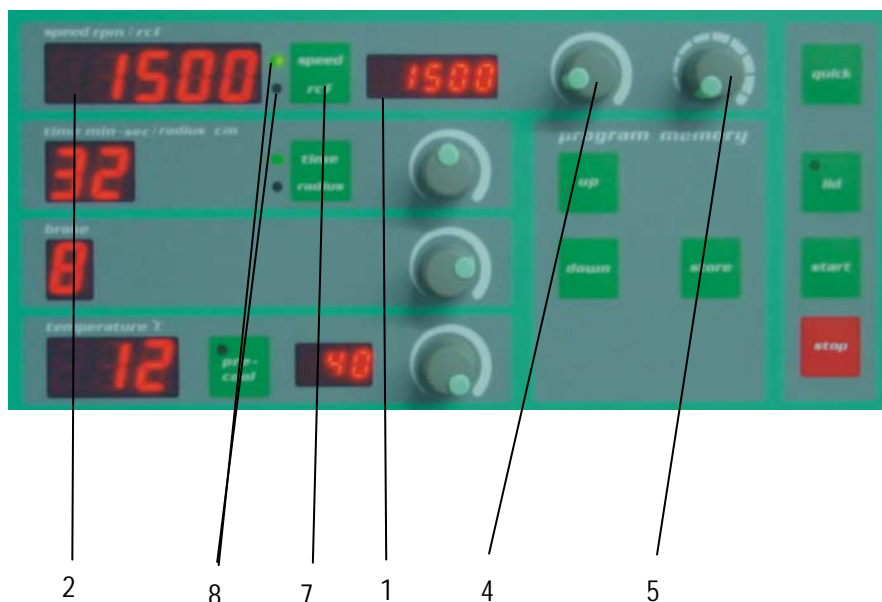 speed rpm / rcf
1500
speed
rcf
1500
quick
time min-sec/radius cm
32
time
radius
program memory
up
lid
brake
8
down
store
start
temperature °C
12
pre-
cool
40
stop
2
8
7
1
4
5